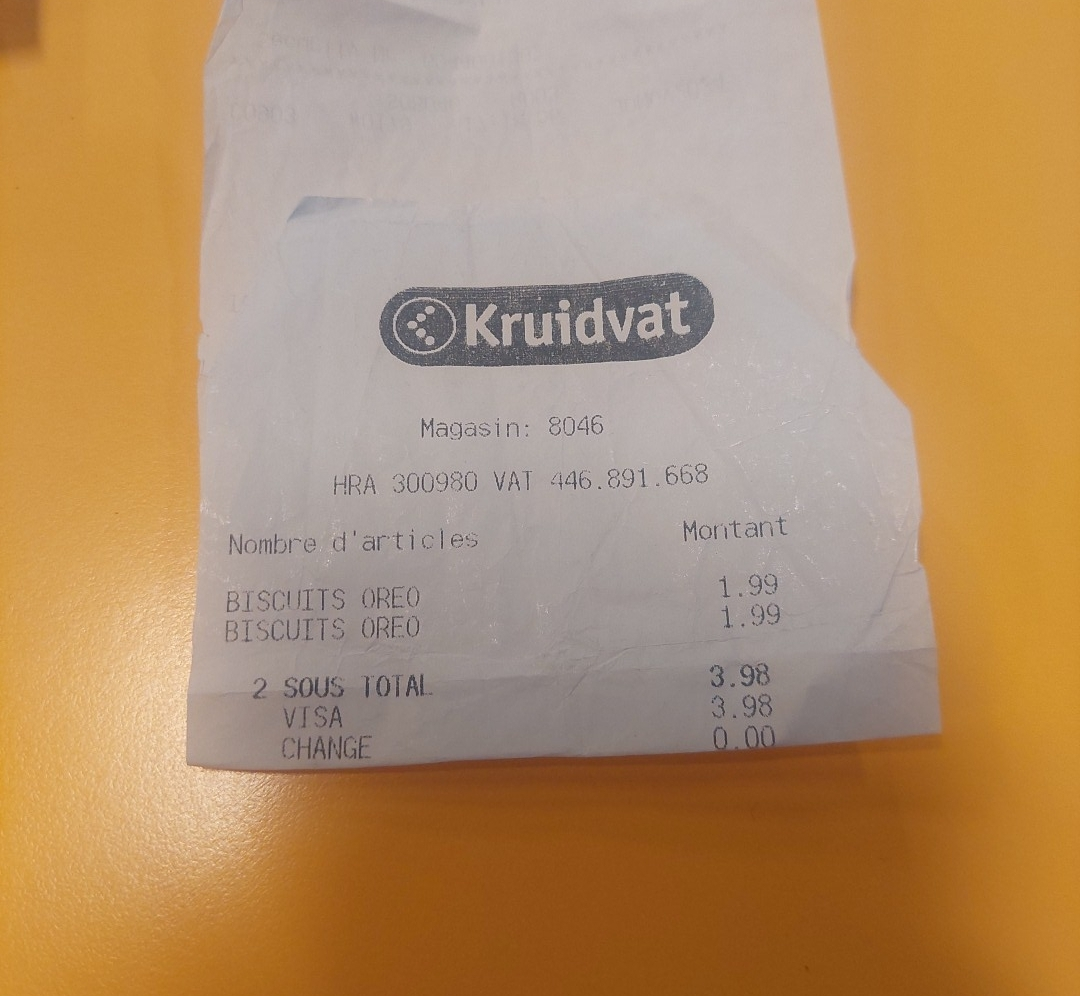 Kruidvat
Magasin: 8046
HRA 300980 VAT 446.891.668
Nombre d'articles Montant
BISCUITS OREO 1.99
BISCUITS OREO 1.99
2 SOUS TOTAL 3.98
VISA 3.98
CHANGE 0.00